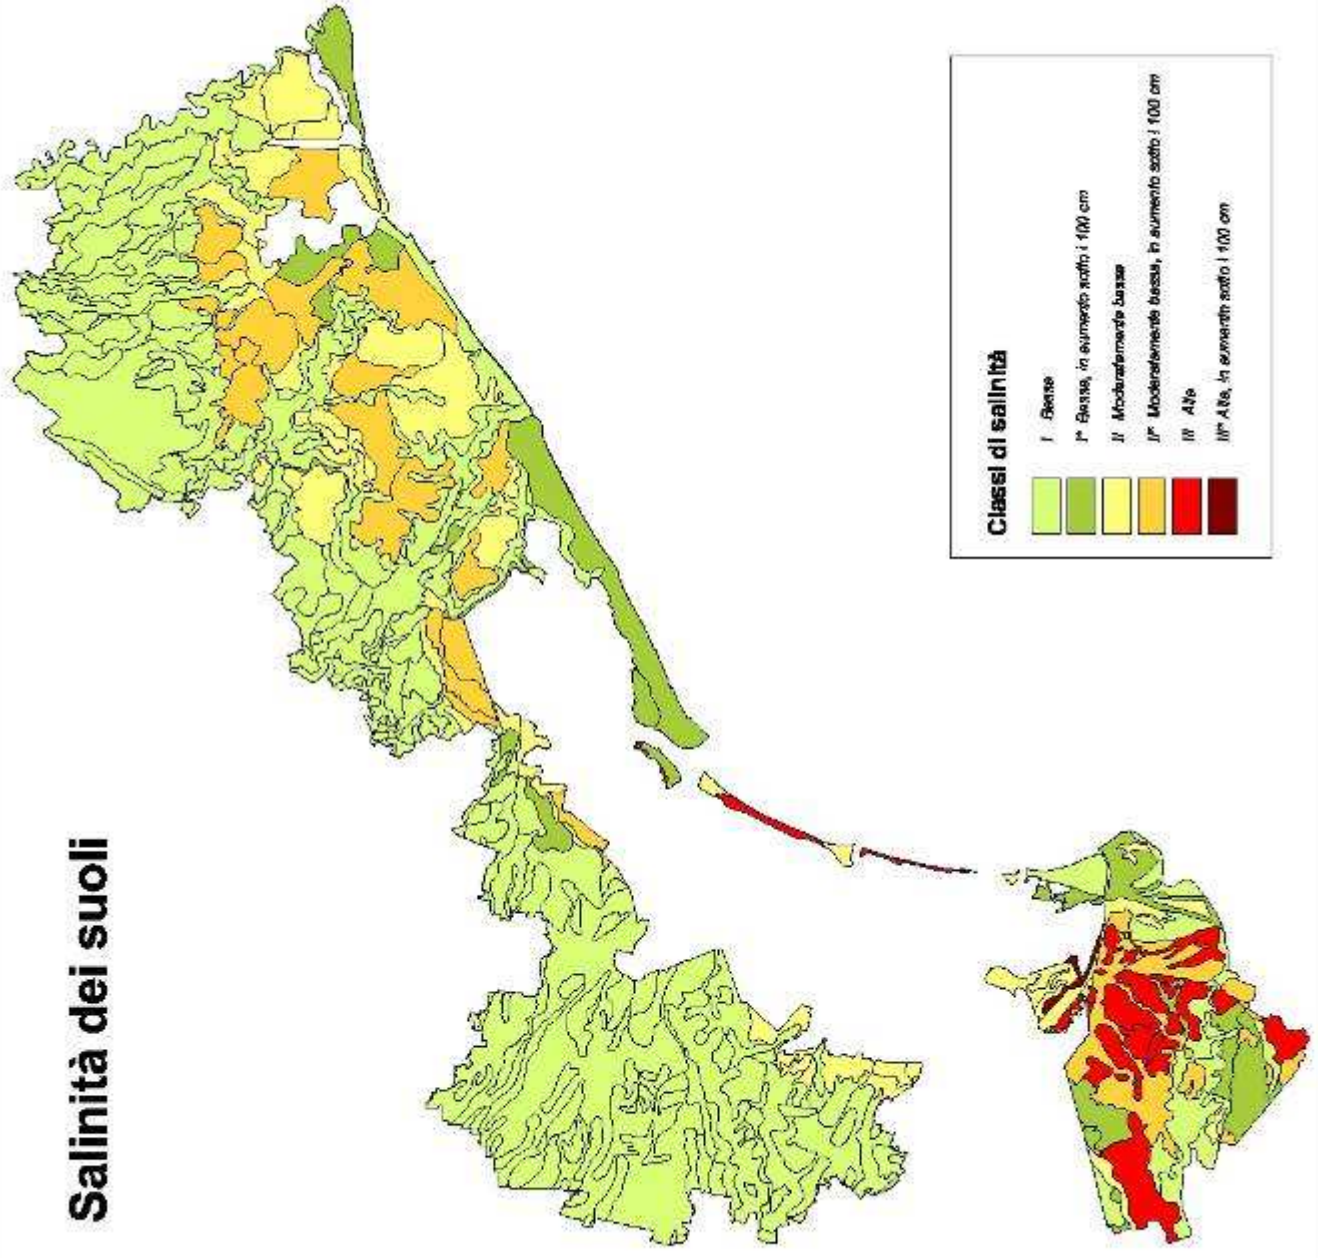 Salinità dei suoli
Classi di salinità
I Bassa
I* Bassa, in aumento sotto i 100 cm
II Moderatamente bassa
II* Moderatamente bassa, in aumento sotto i 100 cm
III Alta
III* Alta, in aumento sotto i 100 cm